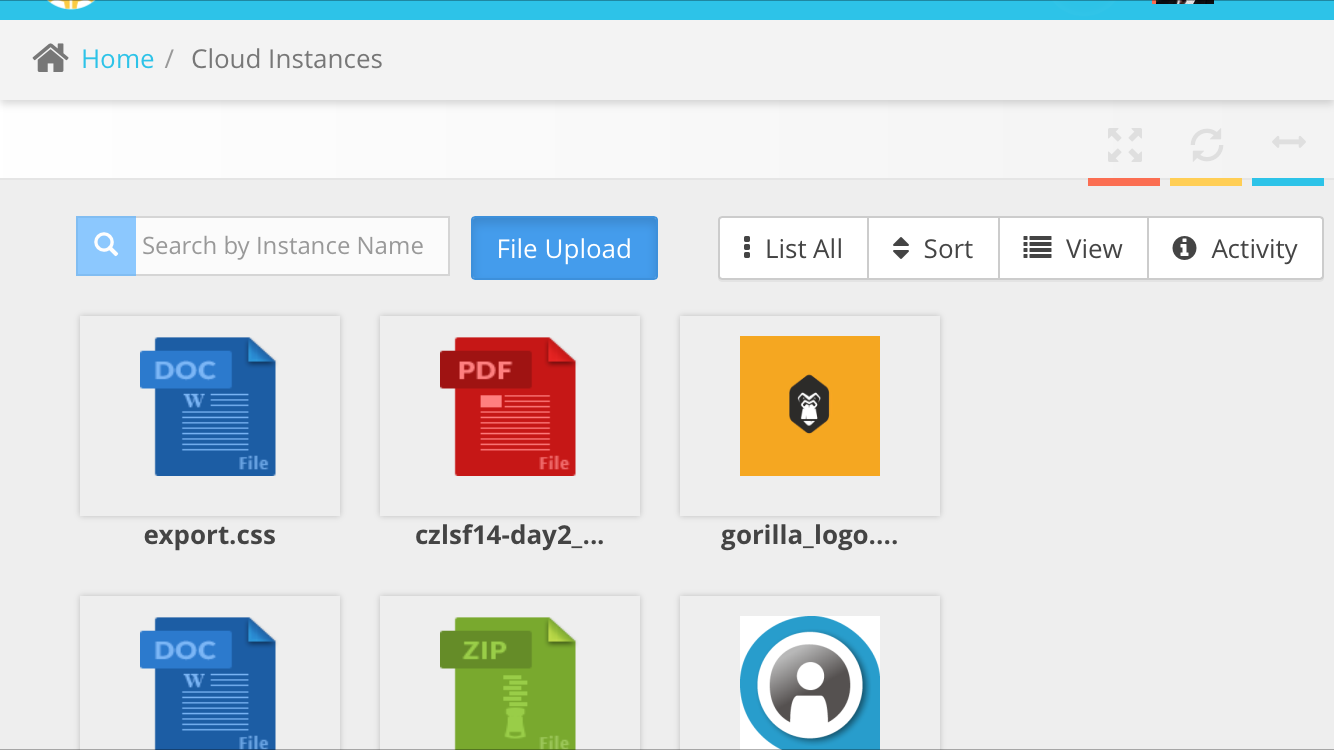 Home / Cloud Instances
Search by Instance Name
File Upload
List All
Sort
View
Activity
DOC
W
File
PDF
File
export.css
czlsf14-day2_...
gorilla_logo....
DOC
W
File
ZIP
File